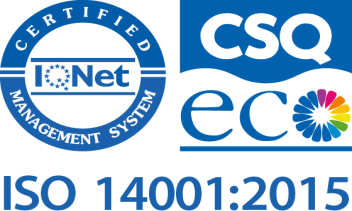 CERTIFIED
IQNet
MANAGEMENT SYSTEM
CSQ
eco
ISO 14001:2015